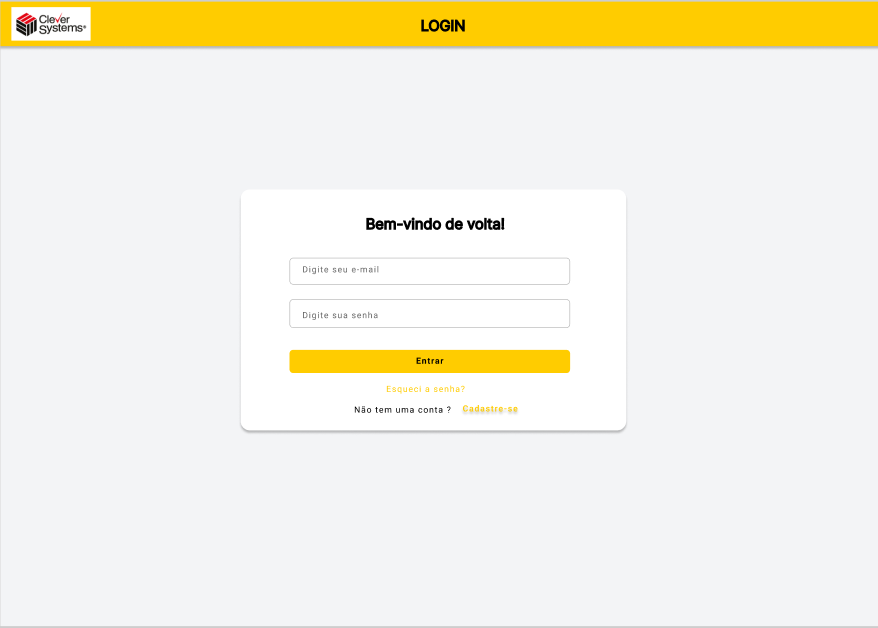 Clever
Systems®
LOGIN
Bem-vindo de volta!
Digite seu e-mail
Digite sua senha
Entrar
Esqueci a senha?
Não tem uma conta ? Cadastre-se